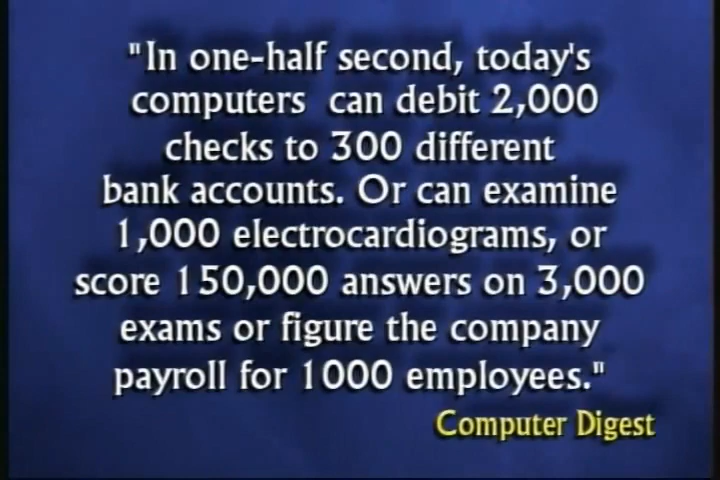 "In one-half second, today's
computers can debit 2,000
checks to 300 different
bank accounts. Or can examine
1,000 electrocardiograms, or
score 150,000 answers on 3,000
exams or figure the company
payroll for 1000 employees."
Computer Digest